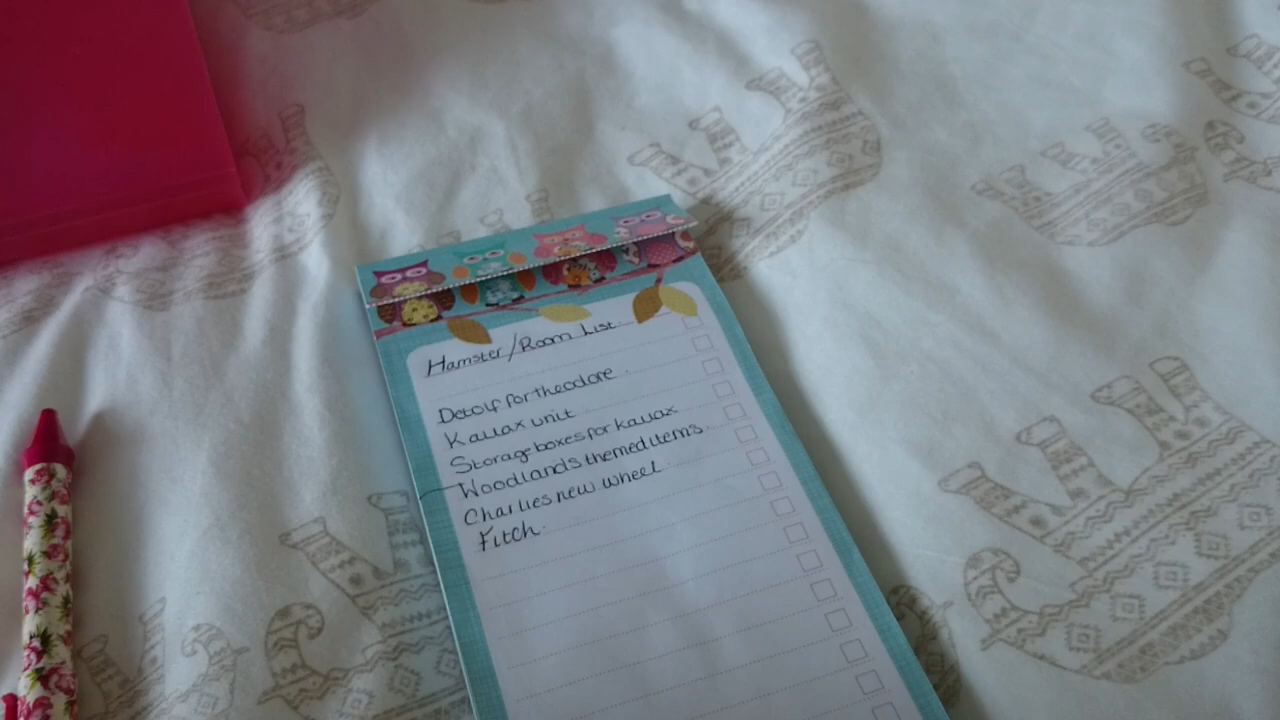 Hamster/Room List.
Detolf for theodore.
Kallax unit
Storage boxes for kallax
Woodlands themed items.
Charlies new wheel
Fitch.